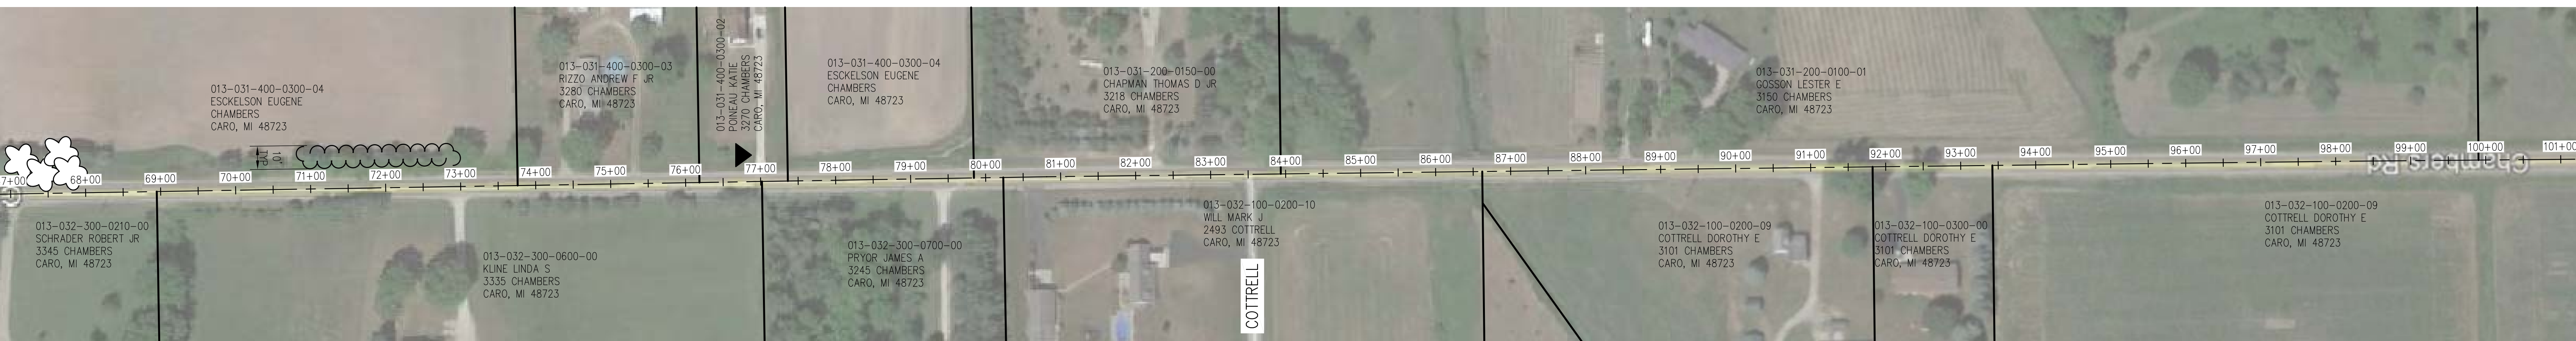 013-031-400-0300-04
ESCKELSON EUGENE
CHAMBERS
CARO, MI 48723
10'
TYP
013-031-400-0300-03
RIZZO ANDREW F JR
3280 CHAMBERS
CARO, MI 48723
013-031-400-0300-02
POINEAU KATIE
3270 CHAMBERS
CARO, MI 48723
013-031-400-0300-04
ESCKELSON EUGENE
CHAMBERS
CARO, MI 48723
013-031-200-0150-00
CHAPMAN THOMAS D JR
3218 CHAMBERS
CARO, MI 48723
013-031-200-0100-01
GOSSON LESTER E
3150 CHAMBERS
CARO, MI 48723
7+00
68+00
69+00
70+00
71+00
72+00
73+00
74+00
75+00
76+00
77+00
78+00
79+00
80+00
81+00
82+00
83+00
84+00
85+00
86+00
87+00
88+00
89+00
90+00
91+00
92+00
93+00
94+00
95+00
96+00
97+00
98+00
99+00
100+00
101+00
Chambers Rd
013-032-300-0210-00
SCHRADER ROBERT JR
3345 CHAMBERS
CARO, MI 48723
013-032-300-0600-00
KLINE LINDA S
3335 CHAMBERS
CARO, MI 48723
013-032-300-0700-00
PRYOR JAMES A
3245 CHAMBERS
CARO, MI 48723
013-032-100-0200-10
WILL MARK J
2493 COTTRELL
CARO, MI 48723
COTTRELL
013-032-100-0200-09
COTTRELL DOROTHY E
3101 CHAMBERS
CARO, MI 48723
013-032-100-0300-00
COTTRELL DOROTHY E
3101 CHAMBERS
CARO, MI 48723
013-032-100-0200-09
COTTRELL DOROTHY E
3101 CHAMBERS
CARO, MI 48723